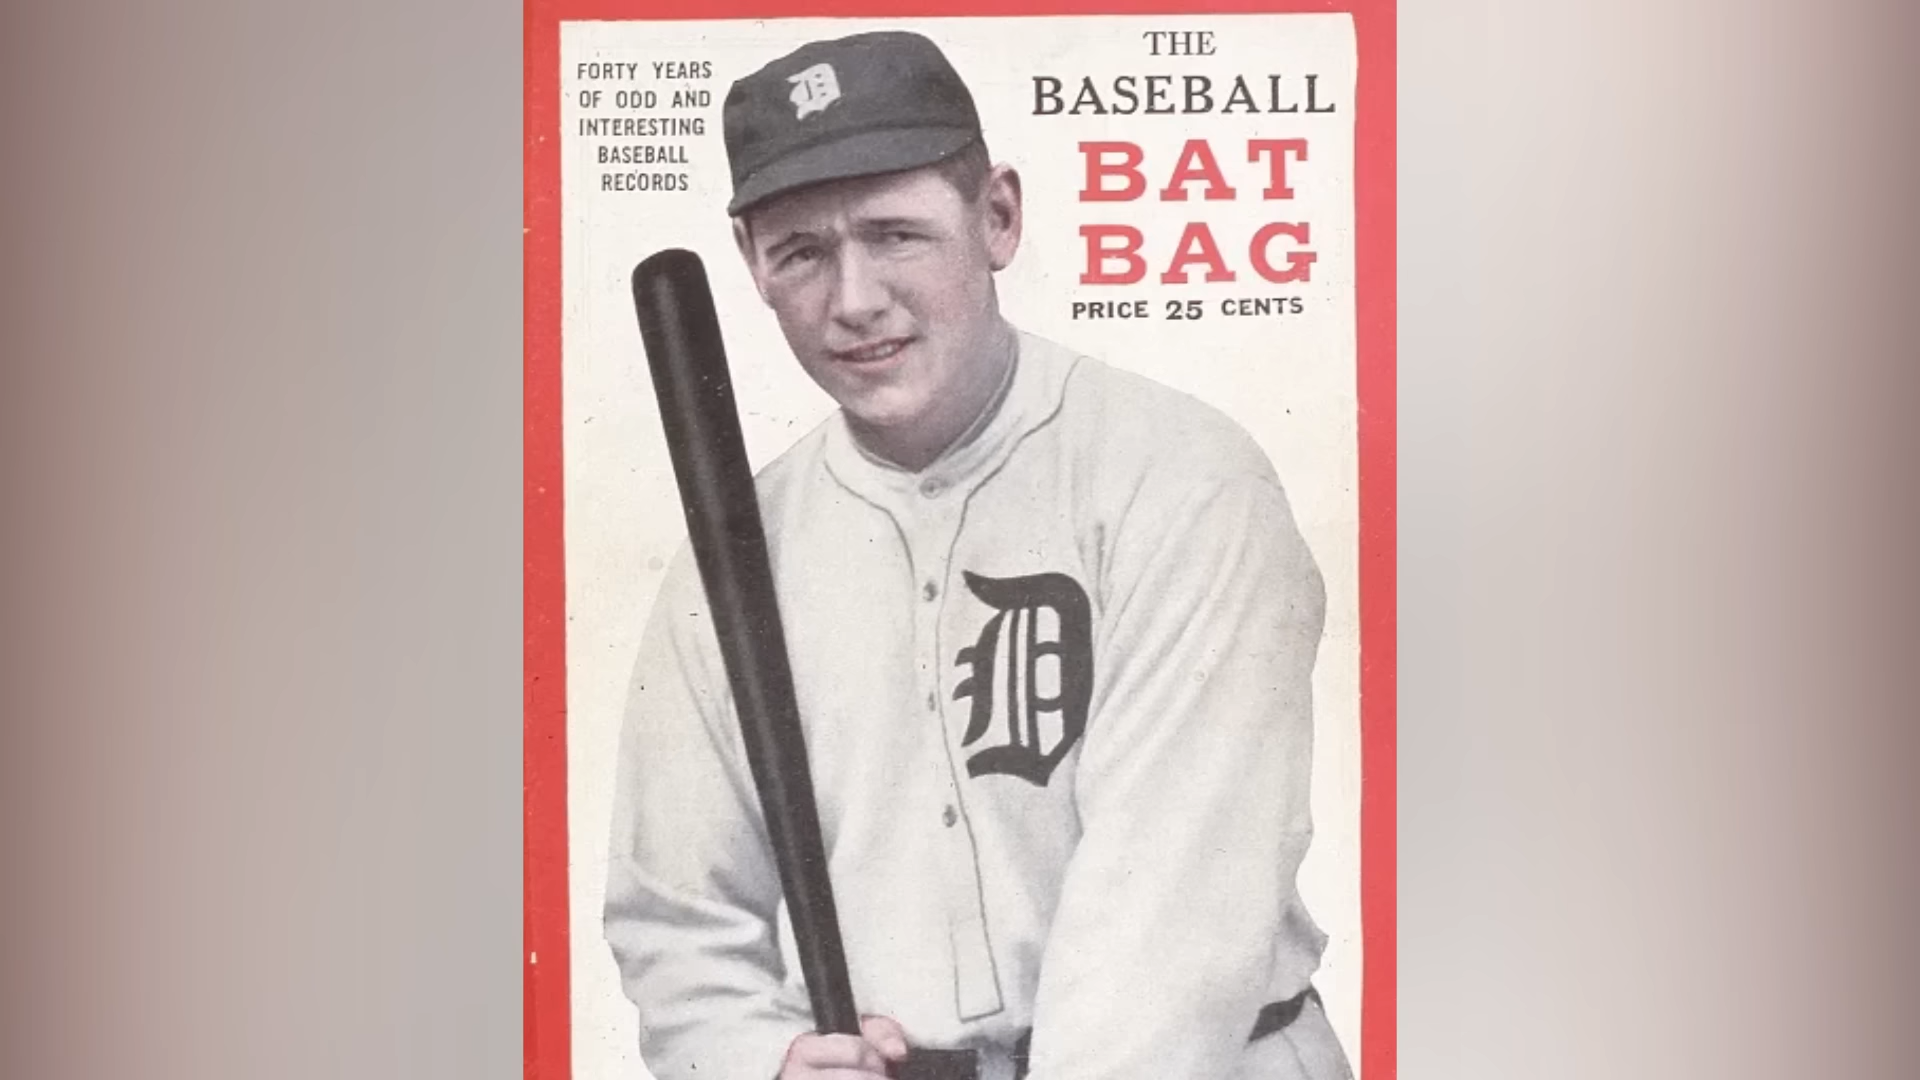 FORTY YEARS
OF ODD AND
INTERESTING
BASEBALL
RECORDS
THE
BASEBALL
BAT
BAG
PRICE 25 CENTS
D
D